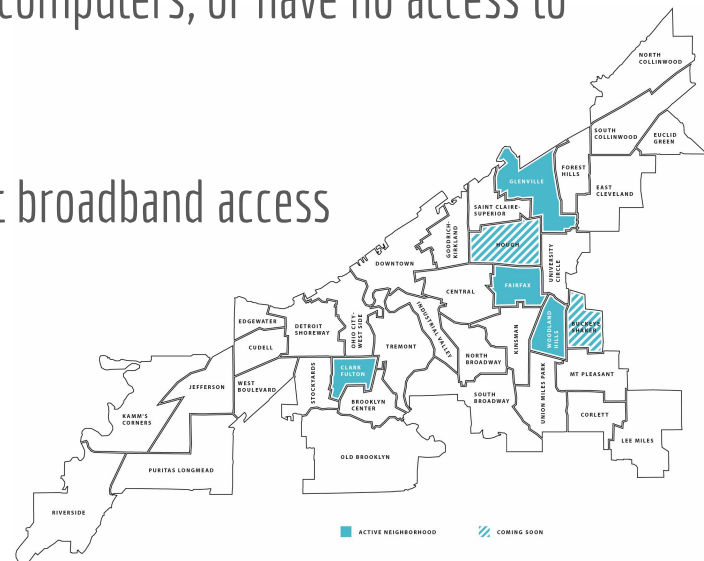 computers, or have no access to
broadband access
NORTH
COLLINWOOD
SOUTH
COLLINWOOD
EUCLID
GREEN
FOREST
HILLS
GLENVILLE
EAST
CLEVELAND
SAINT CLAIRE-
SUPERIOR
GOODRICH-
KIRKLAND
HOUGH
UNIVERSITY
CIRCLE
DOWNTOWN
CENTRAL
FAIRFAX
EDGEWATER
DETROIT
SHOREWAY
OHIO CITY-
WEST SIDE
TREMONT
INDUSTRIAL VALLEY
KINSMAN
WOODLAND
HILLS
BUCKEYE
SHAKER
CUDELL
NORTH
BROADWAY
CLARK
FULTON
STOCKYARDS
MT PLEASANT
UNION MILES PARK
JEFFERSON
WEST
BOULEVARD
BROOKLYN
CENTER
SOUTH
BROADWAY
CORLETT
KAMM'S
CORNERS
LEE MILES
OLD BROOKLYN
PURITAS LONGMEAD
RIVERSIDE
ACTIVE NEIGHBORHOOD
COMING SOON